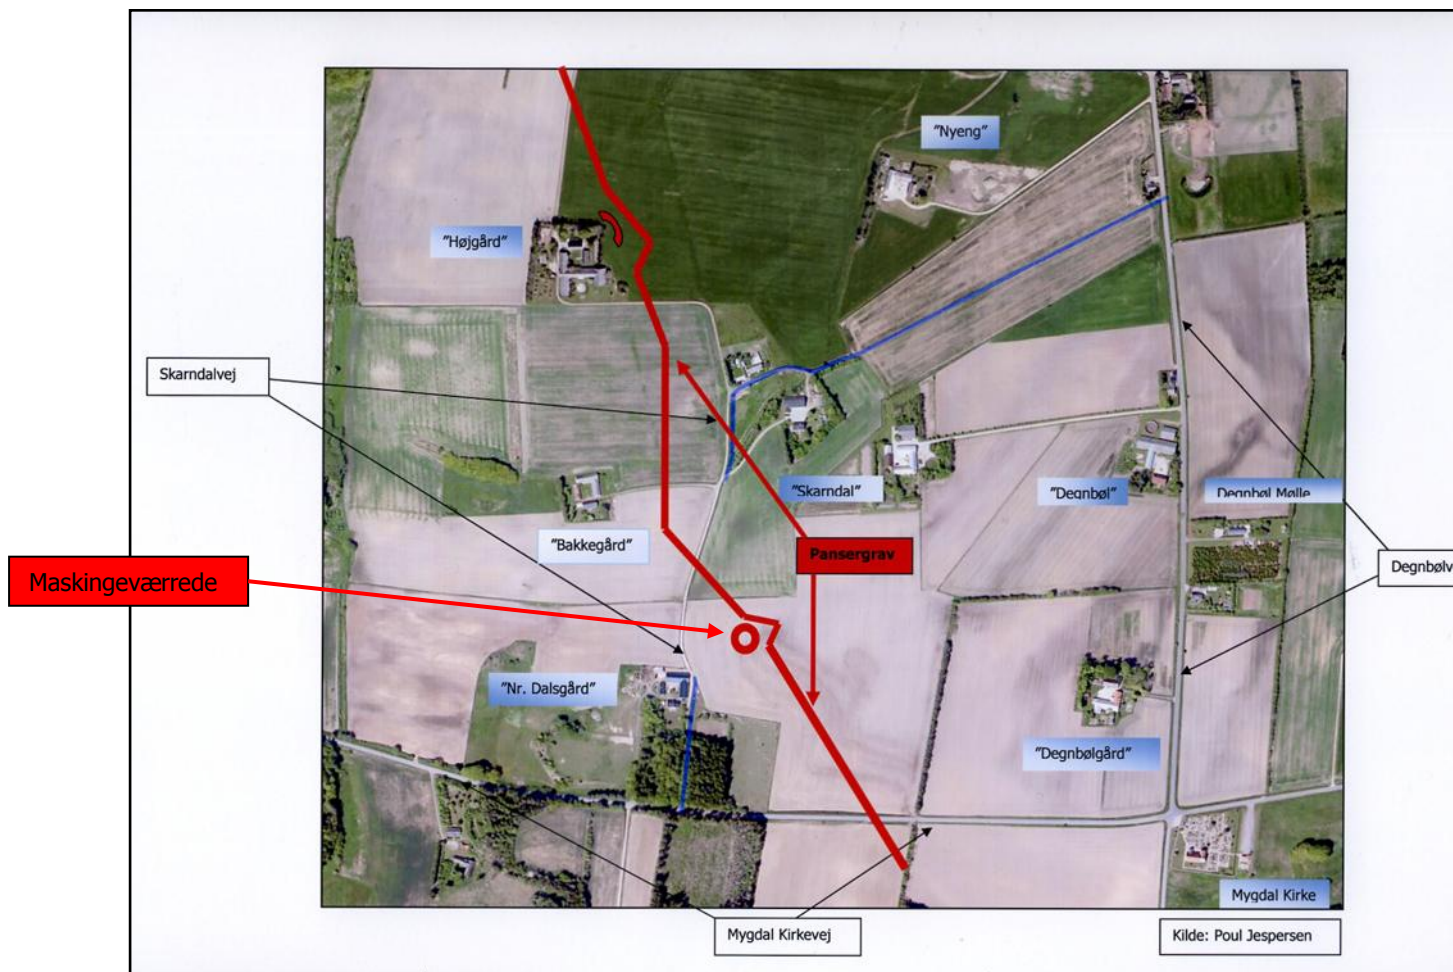 "Nyeng"
"Højgård"
Skarndalvej
"Skarndal"
"Degnbøl"
Degnbøl Mølle
"Bakkegård"
Pansergrav
Degnbølv
Maskingeværrede
"Nr. Dalsgård"
"Degnbølgård"
Mygdal Kirke
Mygdal Kirkevej
Kilde: Poul Jespersen